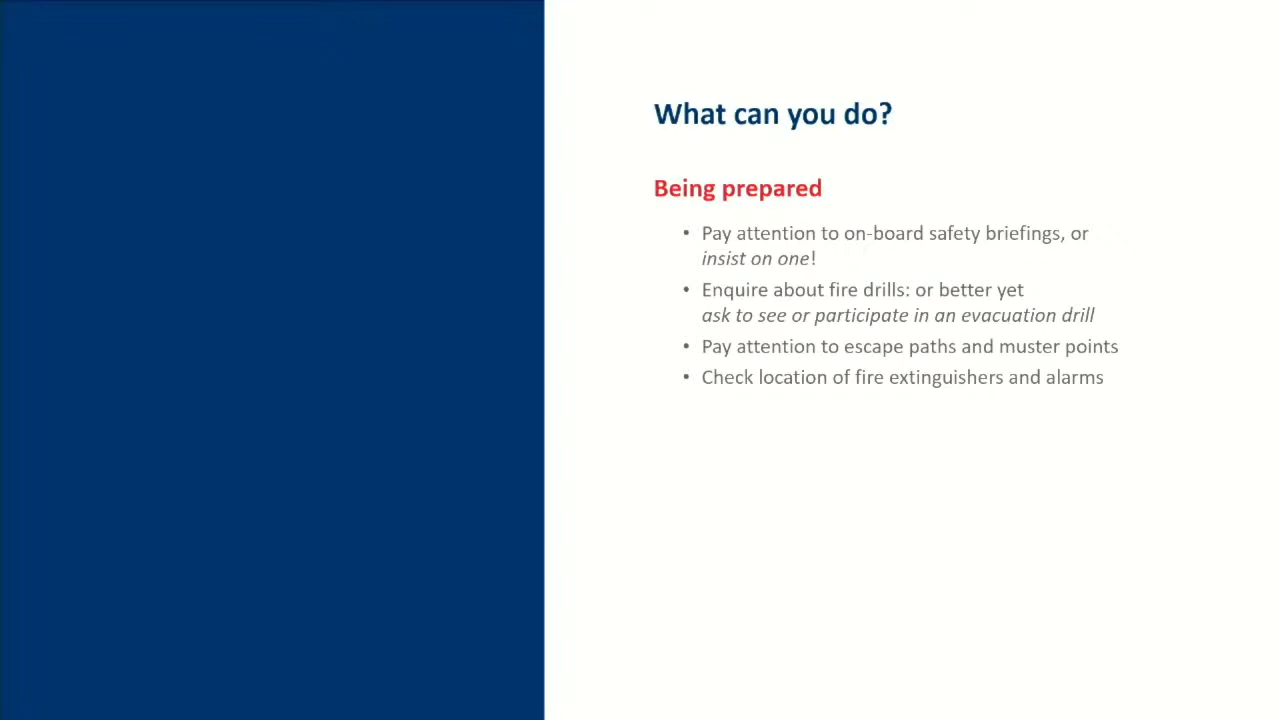 What can you do?
Being prepared
• Pay attention to on-board safety briefings, or
insist on one!
• Enquire about fire drills: or better yet
ask to see or participate in an evacuation drill
• Pay attention to escape paths and muster points
• Check location of fire extinguishers and alarms